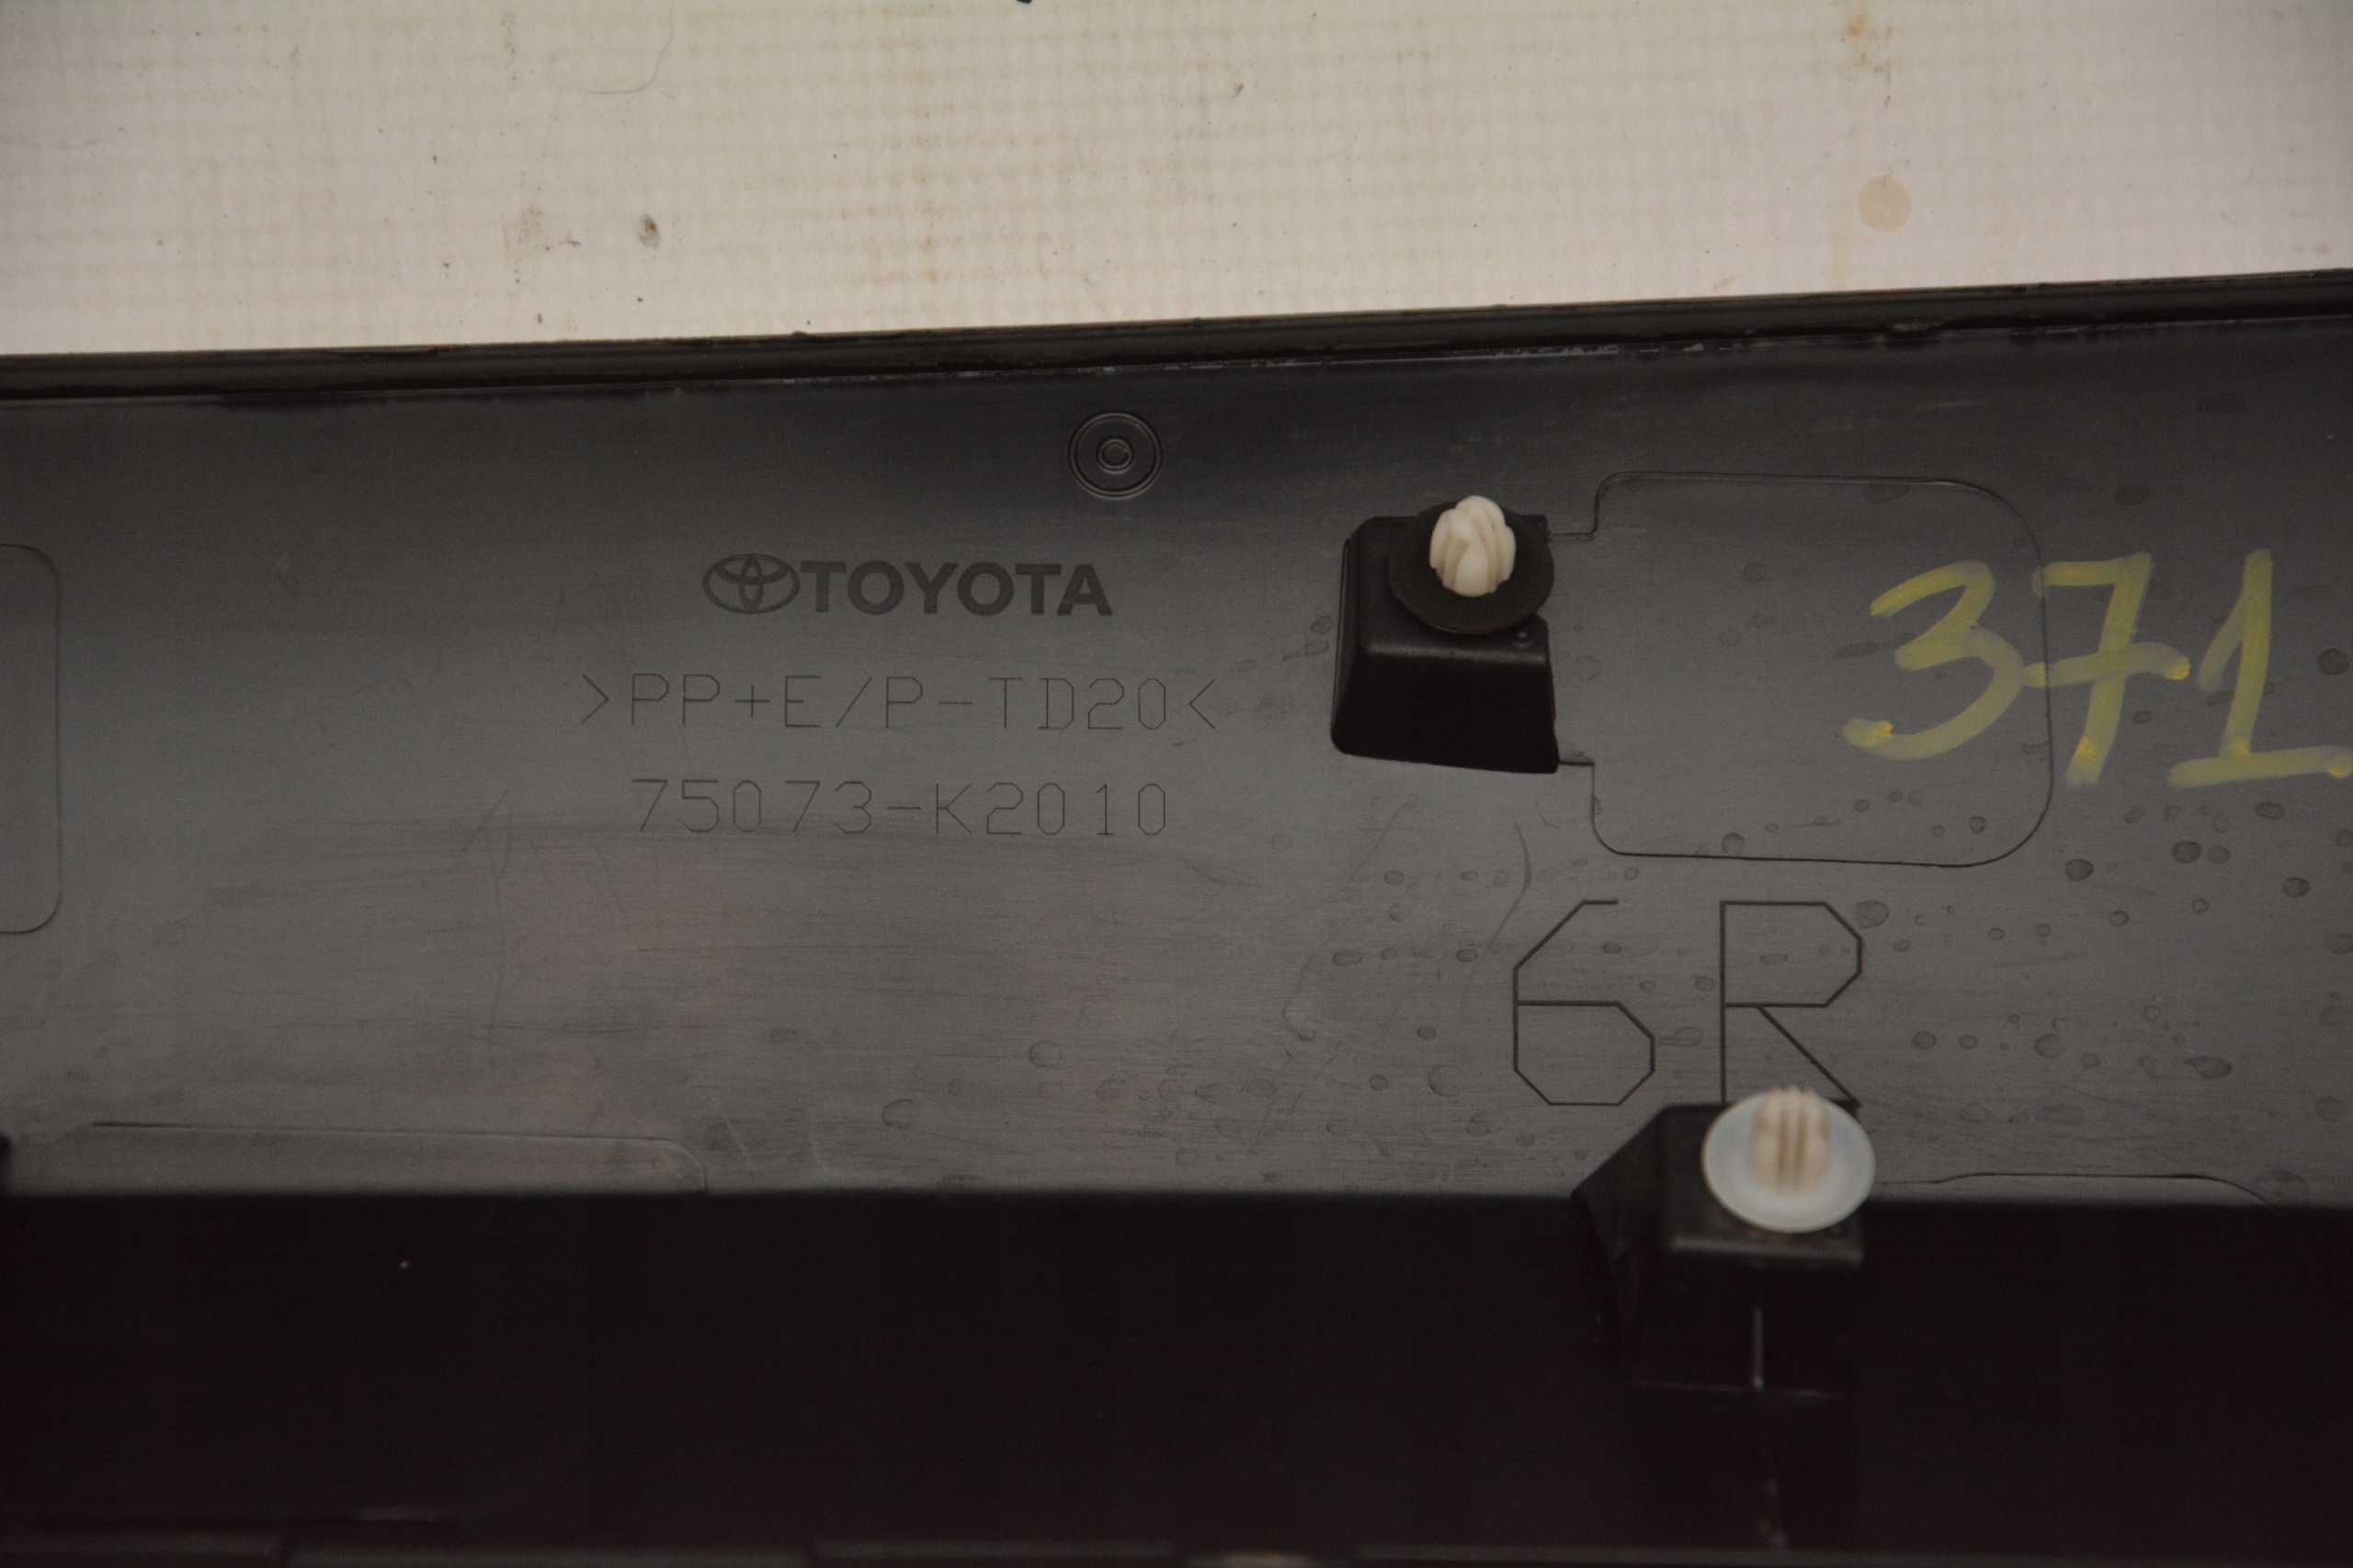 TOYOTA
>PP+E/P-TD20<
75073-K2010
371
6R